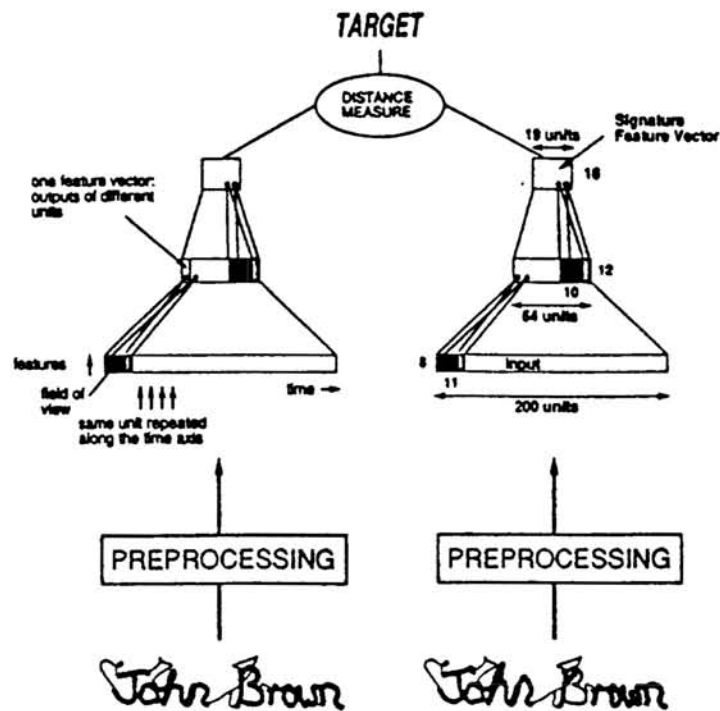 TARGET
DISTANCE
MEASURE
one feature vector:
outputs of different
units
19 units
Signature
Feature Vector
16
12
10
64 units
features
field of
view
time
same unit repeated
along the time axis
8
11
input
200 units
PREPROCESSING
PREPROCESSING
John Brown
John Brown